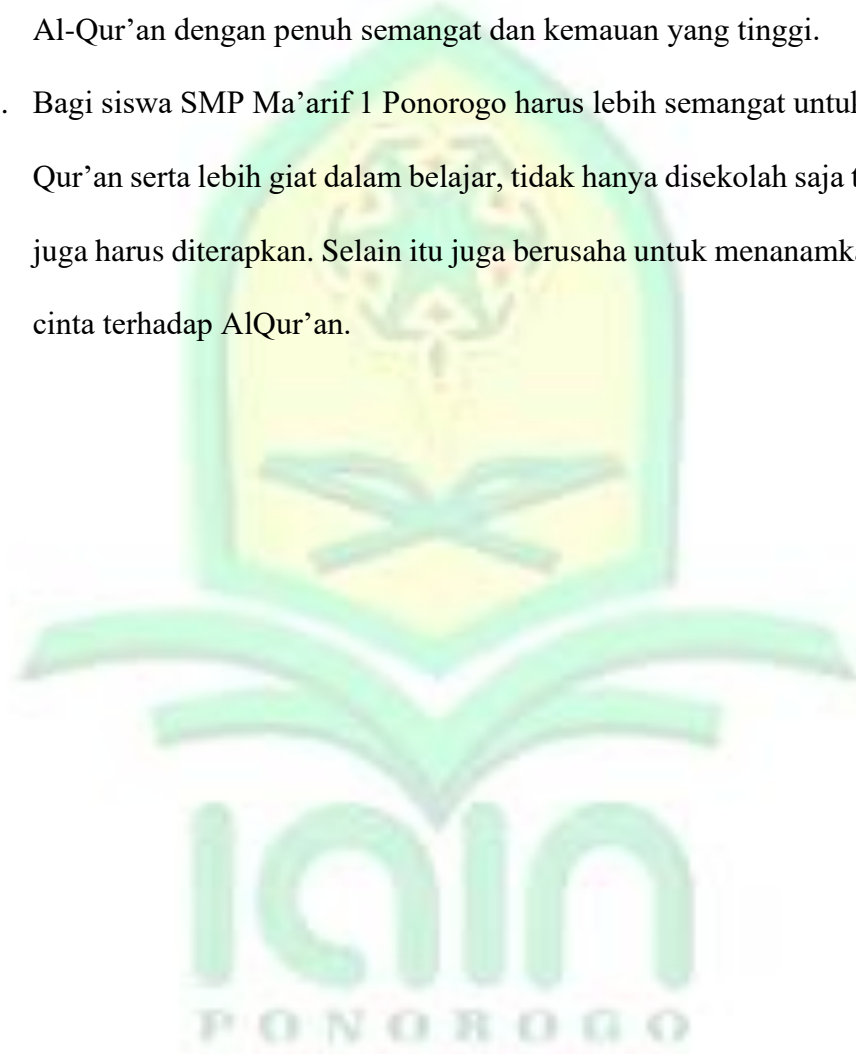 Al-Qur’an dengan penuh semangat dan kemauan yang tinggi.
. Bagi siswa SMP Ma’arif 1 Ponorogo harus lebih semangat untuk
Qur’an serta lebih giat dalam belajar, tidak hanya disekolah saja
juga harus diterapkan. Selain itu juga berusaha untuk
cinta terhadap AlQur’an.
iain
PONOROGO